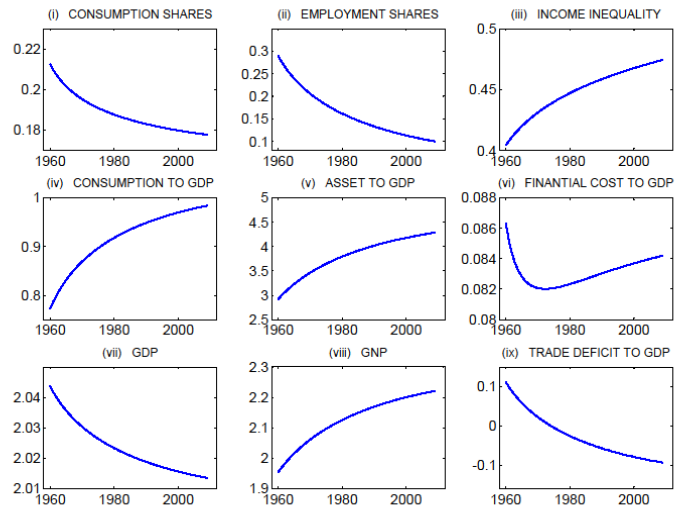 (i) CONSUMPTION SHARES
(ii) EMPLOYMENT SHARES
(iii) INCOME INEQUALITY
0.22
0.2
0.18
1960 1980 2000
0.3
0.25
0.2
0.15
0.1
1960 1980 2000
0.5
0.45
0.4
1960 1980 2000
(iv) CONSUMPTION TO GDP
(v) ASSET TO GDP
(vi) FINANTIAL COST TO GDP
1
0.9
0.8
1960 1980 2000
5
4.5
4
3.5
3
2.5
1960 1980 2000
0.088
0.086
0.084
0.082
0.08
1960 1980 2000
(vii) GDP
(viii) GNP
(ix) TRADE DEFICIT TO GDP
2.04
2.03
2.02
2.01
1960 1980 2000
2.3
2.2
2.1
2
1.9
1960 1980 2000
0.1
0
-0.1
1960 1980 2000